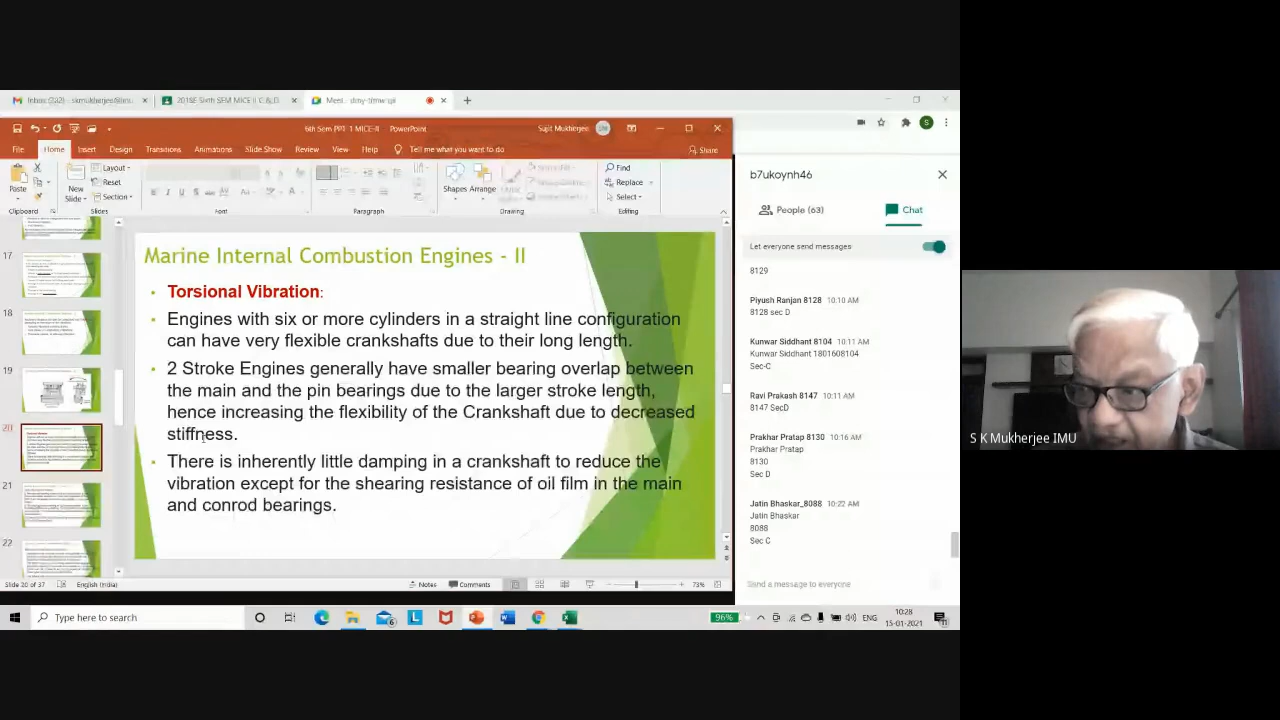 2018E Sixth SEM MICE II C & D
6th Sem PPT 1 MICE-II - PowerPoint
Sujit Mukherjee
File Home Insert Design Transitions Animations Slide Show Review View Help Tell me what you want to do Share
Paste
New Slide
Layout
Reset
Section
Shapes Arrange
Find
Replace
Select
Clipboard Slides Font Paragraph Drawing Editing
17
18
19
20
21
22
Marine Internal Combustion Engines - II
Torsional Vibration:
Engines with six or more cylinders in a straight line configuration
can have very flexible crankshafts due to their long length.
2 Stroke Engines generally have smaller bearing overlap between
the main and the pin bearings due to the larger stroke length,
hence increasing the flexibility of the Crankshaft due to decreased
stiffness.
There is inherently little damping in a crankshaft to reduce the
vibration except for the shearing resistance of oil film in the main
and conrod bearings.
Slide 20 of 37 English (India) Notes Comments 73%
Type here to search
96%
ENG
10:28
15-01-2021
b7ukoynh46
People (63) Chat
Let everyone send messages
8129
Piyush Ranjan 8128 10:10 AM
8128 sec D
Kunwar Siddhant 8104 10:11 AM
Kunwar Siddhant 1801608104
Sec-C
Ravi Prakash 8147 10:11 AM
8147 SecD
Prakhar Pratap 8130 10:16 AM
Prakhar Pratap
8130
Sec D
Jatin Bhaskar_8088 10:22 AM
Jatin Bhaskar
8088
Sec C
Send a message to everyone
S K Mukherjee IMU